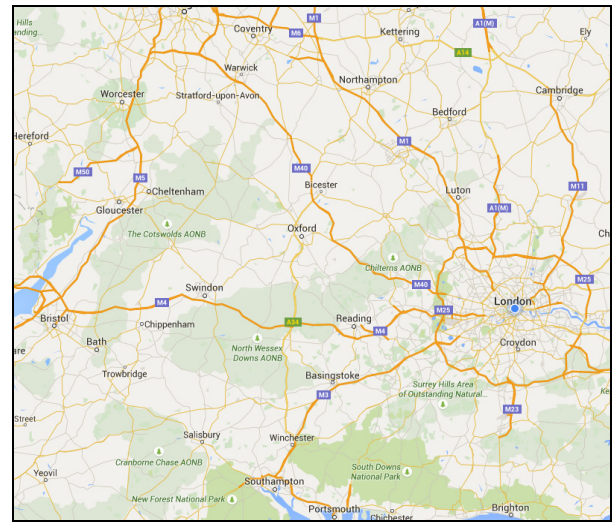 Hills
anding
Coventry
M6
M1
Kettering
A1(M)
Ely
A14
Warwick
Northampton
Worcester
Stratford-upon-Avon
Cambridge
Bedford
Hereford
M1
M50
M5
M40
Bicester
Luton
M11
Cheltenham
Gloucester
A1(M)
The Cotswolds AONB
Oxford
Ch
Chilterns AONB
M25
Swindon
M40
M4
London
Bristol
Chippenham
A34
Reading
M25
M4
Bath
are
North Wessex
Downs AONB
Croydon
Trowbridge
Basingstoke
Surrey Hills Area
of Outstanding Natural...
Ke
M3
M23
Street
Salisbury
Winchester
Cranborne Chase AONB
South Downs
National Park
Yeovil
Southampton
New Forest National Park
Portsmouth
Chichester
Brighton